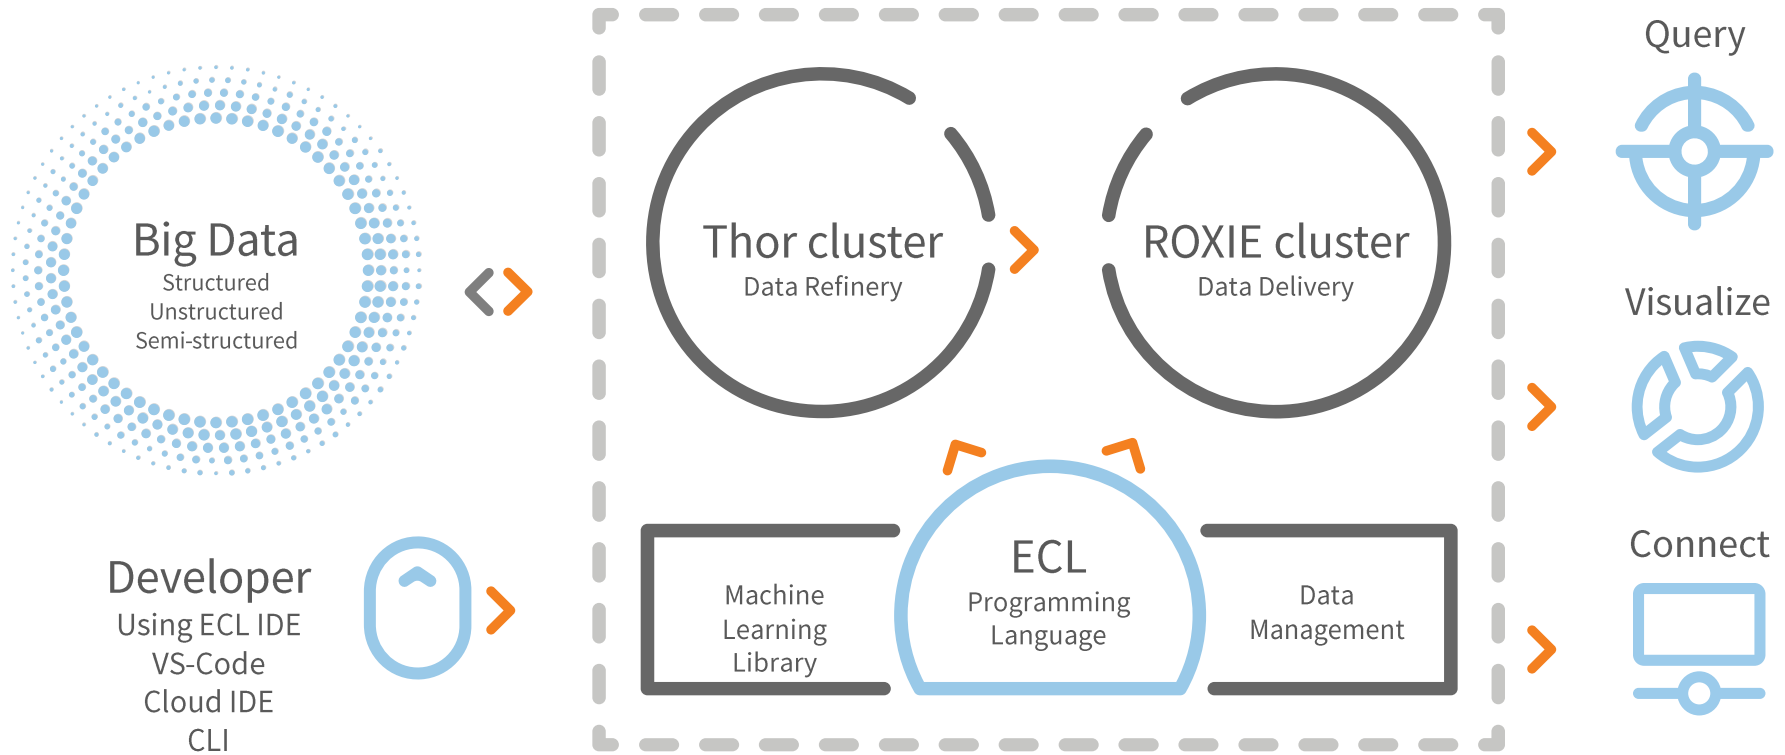 Big Data
Structured
Unstructured
Semi-structured
Developer
Using ECL IDE
VS-Code
Cloud IDE
CLI
Thor cluster
Data Refinery
ROXIE cluster
Data Delivery
Machine
Learning
Library
ECL
Programming
Language
Data
Management
Query
Visualize
Connect